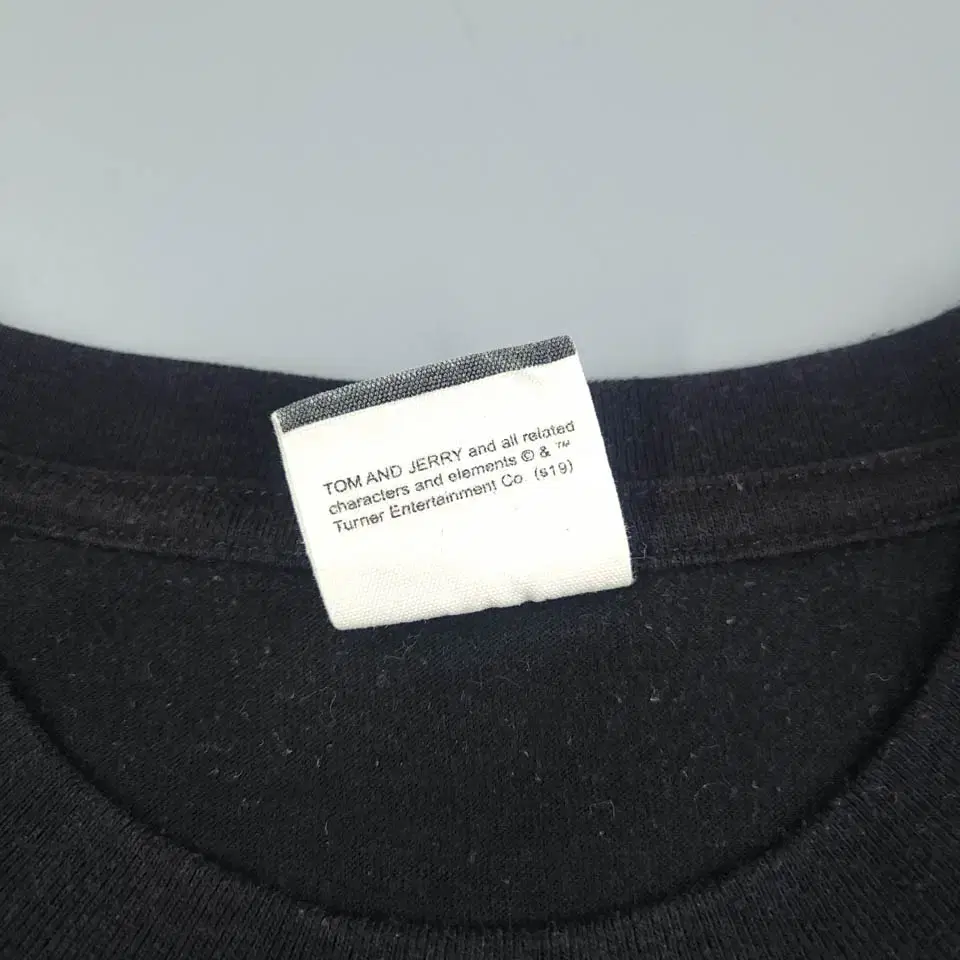 TOM AND JERRY and all related
characters and elements © & ™
Turner Entertainment Co. (s19)